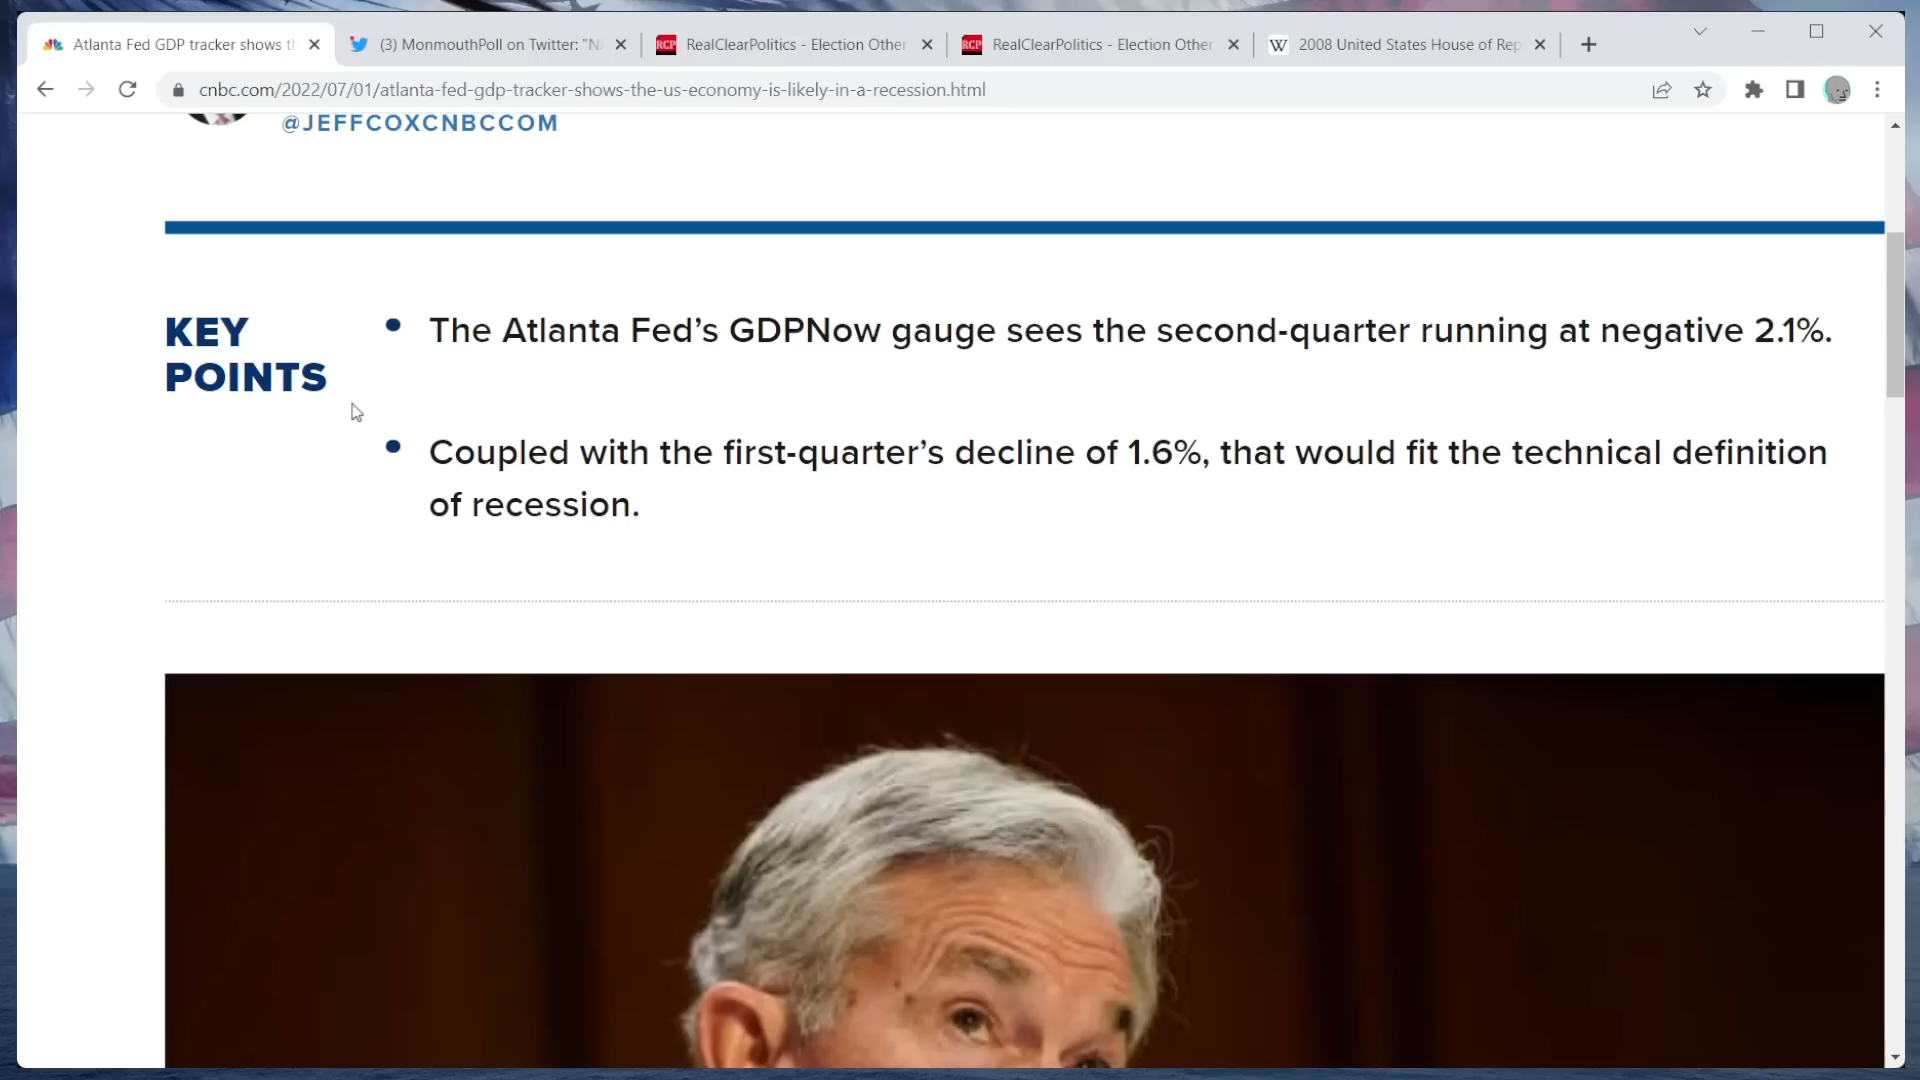 Atlanta Fed GDP tracker shows t
(3) MonmouthPoll on Twitter: "N
RCP
RealClearPolitics - Election Other
RCP
RealClearPolitics - Election Other
W
2008 United States House of Rep
cnbc.com/2022/07/01/atlanta-fed-gdp-tracker-shows-the-us-economy-is-likely-in-a-recession.html
@JEFFCOXCNBCCOM
KEY
POINTS
• The Atlanta Fed’s GDPNow gauge sees the second-quarter running at negative 2.1%.
• Coupled with the first-quarter’s decline of 1.6%, that would fit the technical definition
of recession.